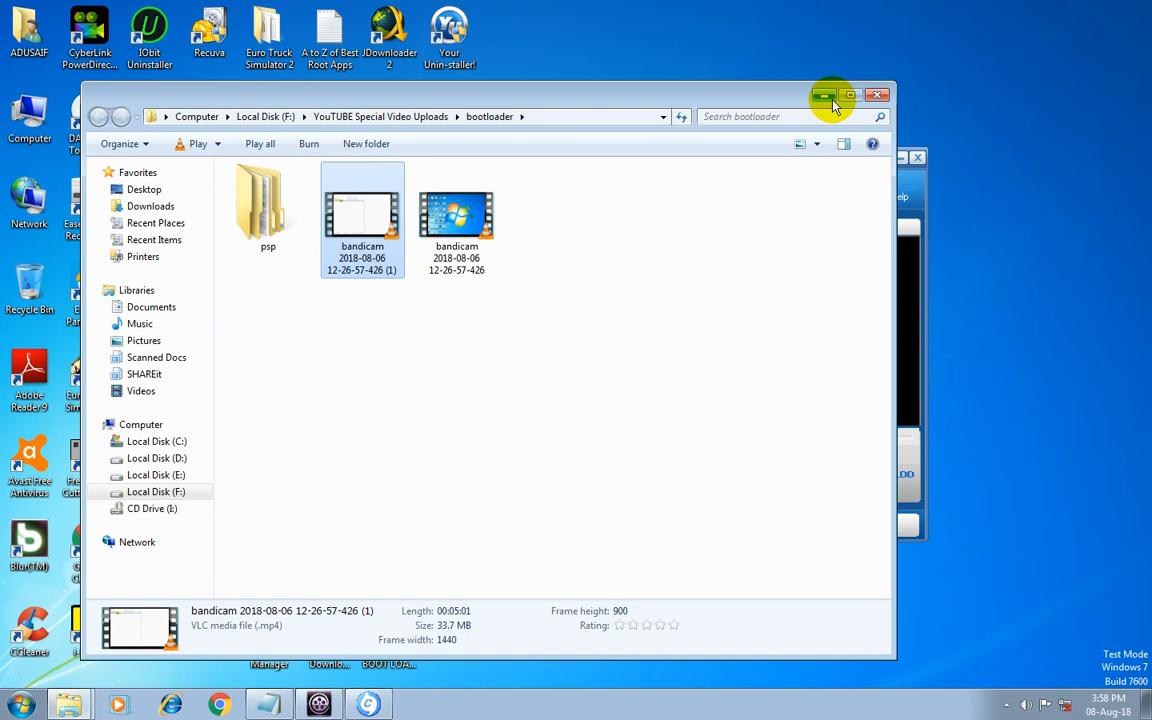 ADUSAIF
CyberLink
PowerDirec...
IObit
Uninstaller
Recuva
Euro Truck
Simulator 2
A to Z of Best
Root Apps
JDownloader
2
Your
Unin-staller!
Computer
Network
Recycle Bin
Adobe
Reader 9
Avast Free
Antivirus
Blur(TM)
CCleaner
Computer
Local Disk (F:)
YouTUBE Special Video Uploads
bootloader
Search bootloader
Organize
Play
Play all
Burn
New folder
elp
Favorites
Desktop
Downloads
Recent Places
Recent Items
Printers
Libraries
Documents
Music
Pictures
Scanned Docs
SHAREit
Videos
Computer
Local Disk (C:)
Local Disk (D:)
Local Disk (E:)
Local Disk (F:)
CD Drive (I:)
Network
psp
bandicam
2018-08-06
12-26-57-426 (1)
bandicam
2018-08-06
12-26-57-426
bandicam 2018-08-06 12-26-57-426 (1)
VLC media file (.mp4)
Length: 00:05:01
Size: 33.7 MB
Frame width: 1440
Frame height: 900
Rating:
Manager
Downlo...
BOOT LOA...
Test Mode
Windows 7
Build 7600
3:58 PM
08-Aug-18